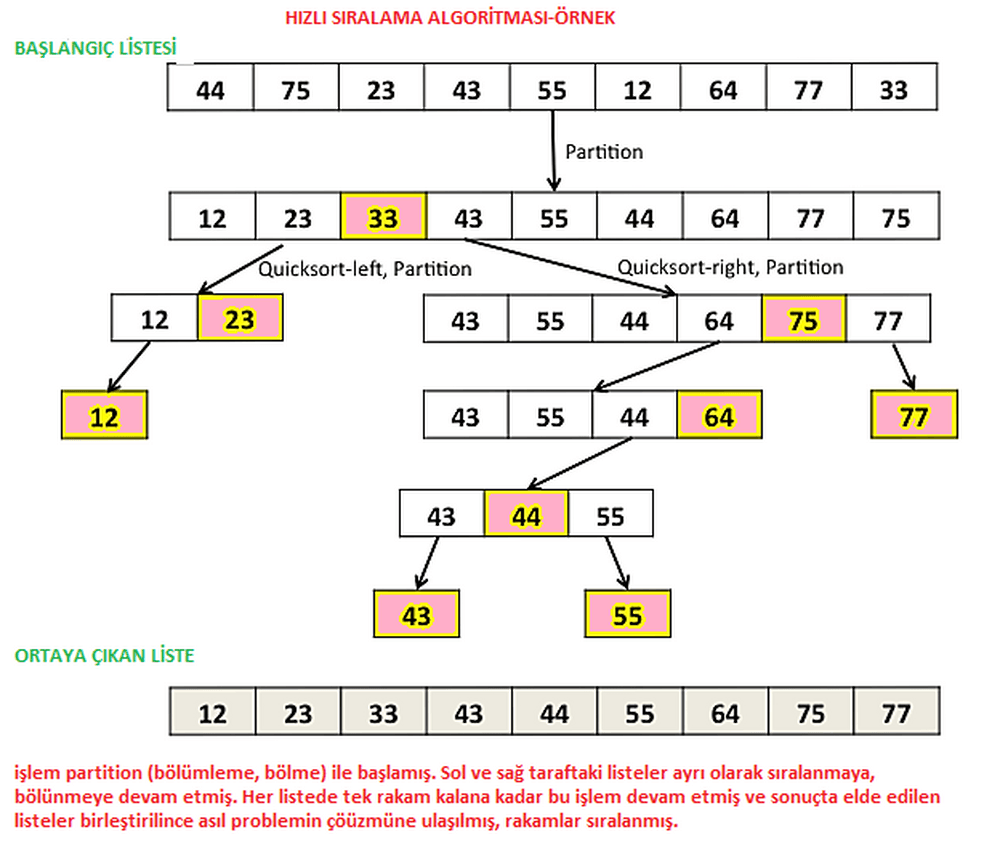 HIZLI SIRALAMA ALGORİTMASI-ÖRNEK
BAŞLANGIÇ LİSTESİ
44 75 23 43 55 12 64 77 33
Partition
12 23 33 43 55 44 64 77 75
Quicksort-left, Partition
Quicksort-right, Partition
12 23
43 55 44 64 75 77
12
43 55 44 64
77
43 44 55
43
55
ORTAYA ÇIKAN LİSTE
12 23 33 43 44 55 64 75 77
işlem partition (bölümleme, bölme) ile başlamış. Sol ve sağ taraftaki listeler ayrı olarak sıralanmaya,
bölünmeye devam etmiş. Her listede tek rakam kalana kadar bu işlem devam etmiş ve sonuçta elde edilen
listeler birleştirilince asıl problemin çöüzmüne ulaşılmış, rakamlar sıralanmış.